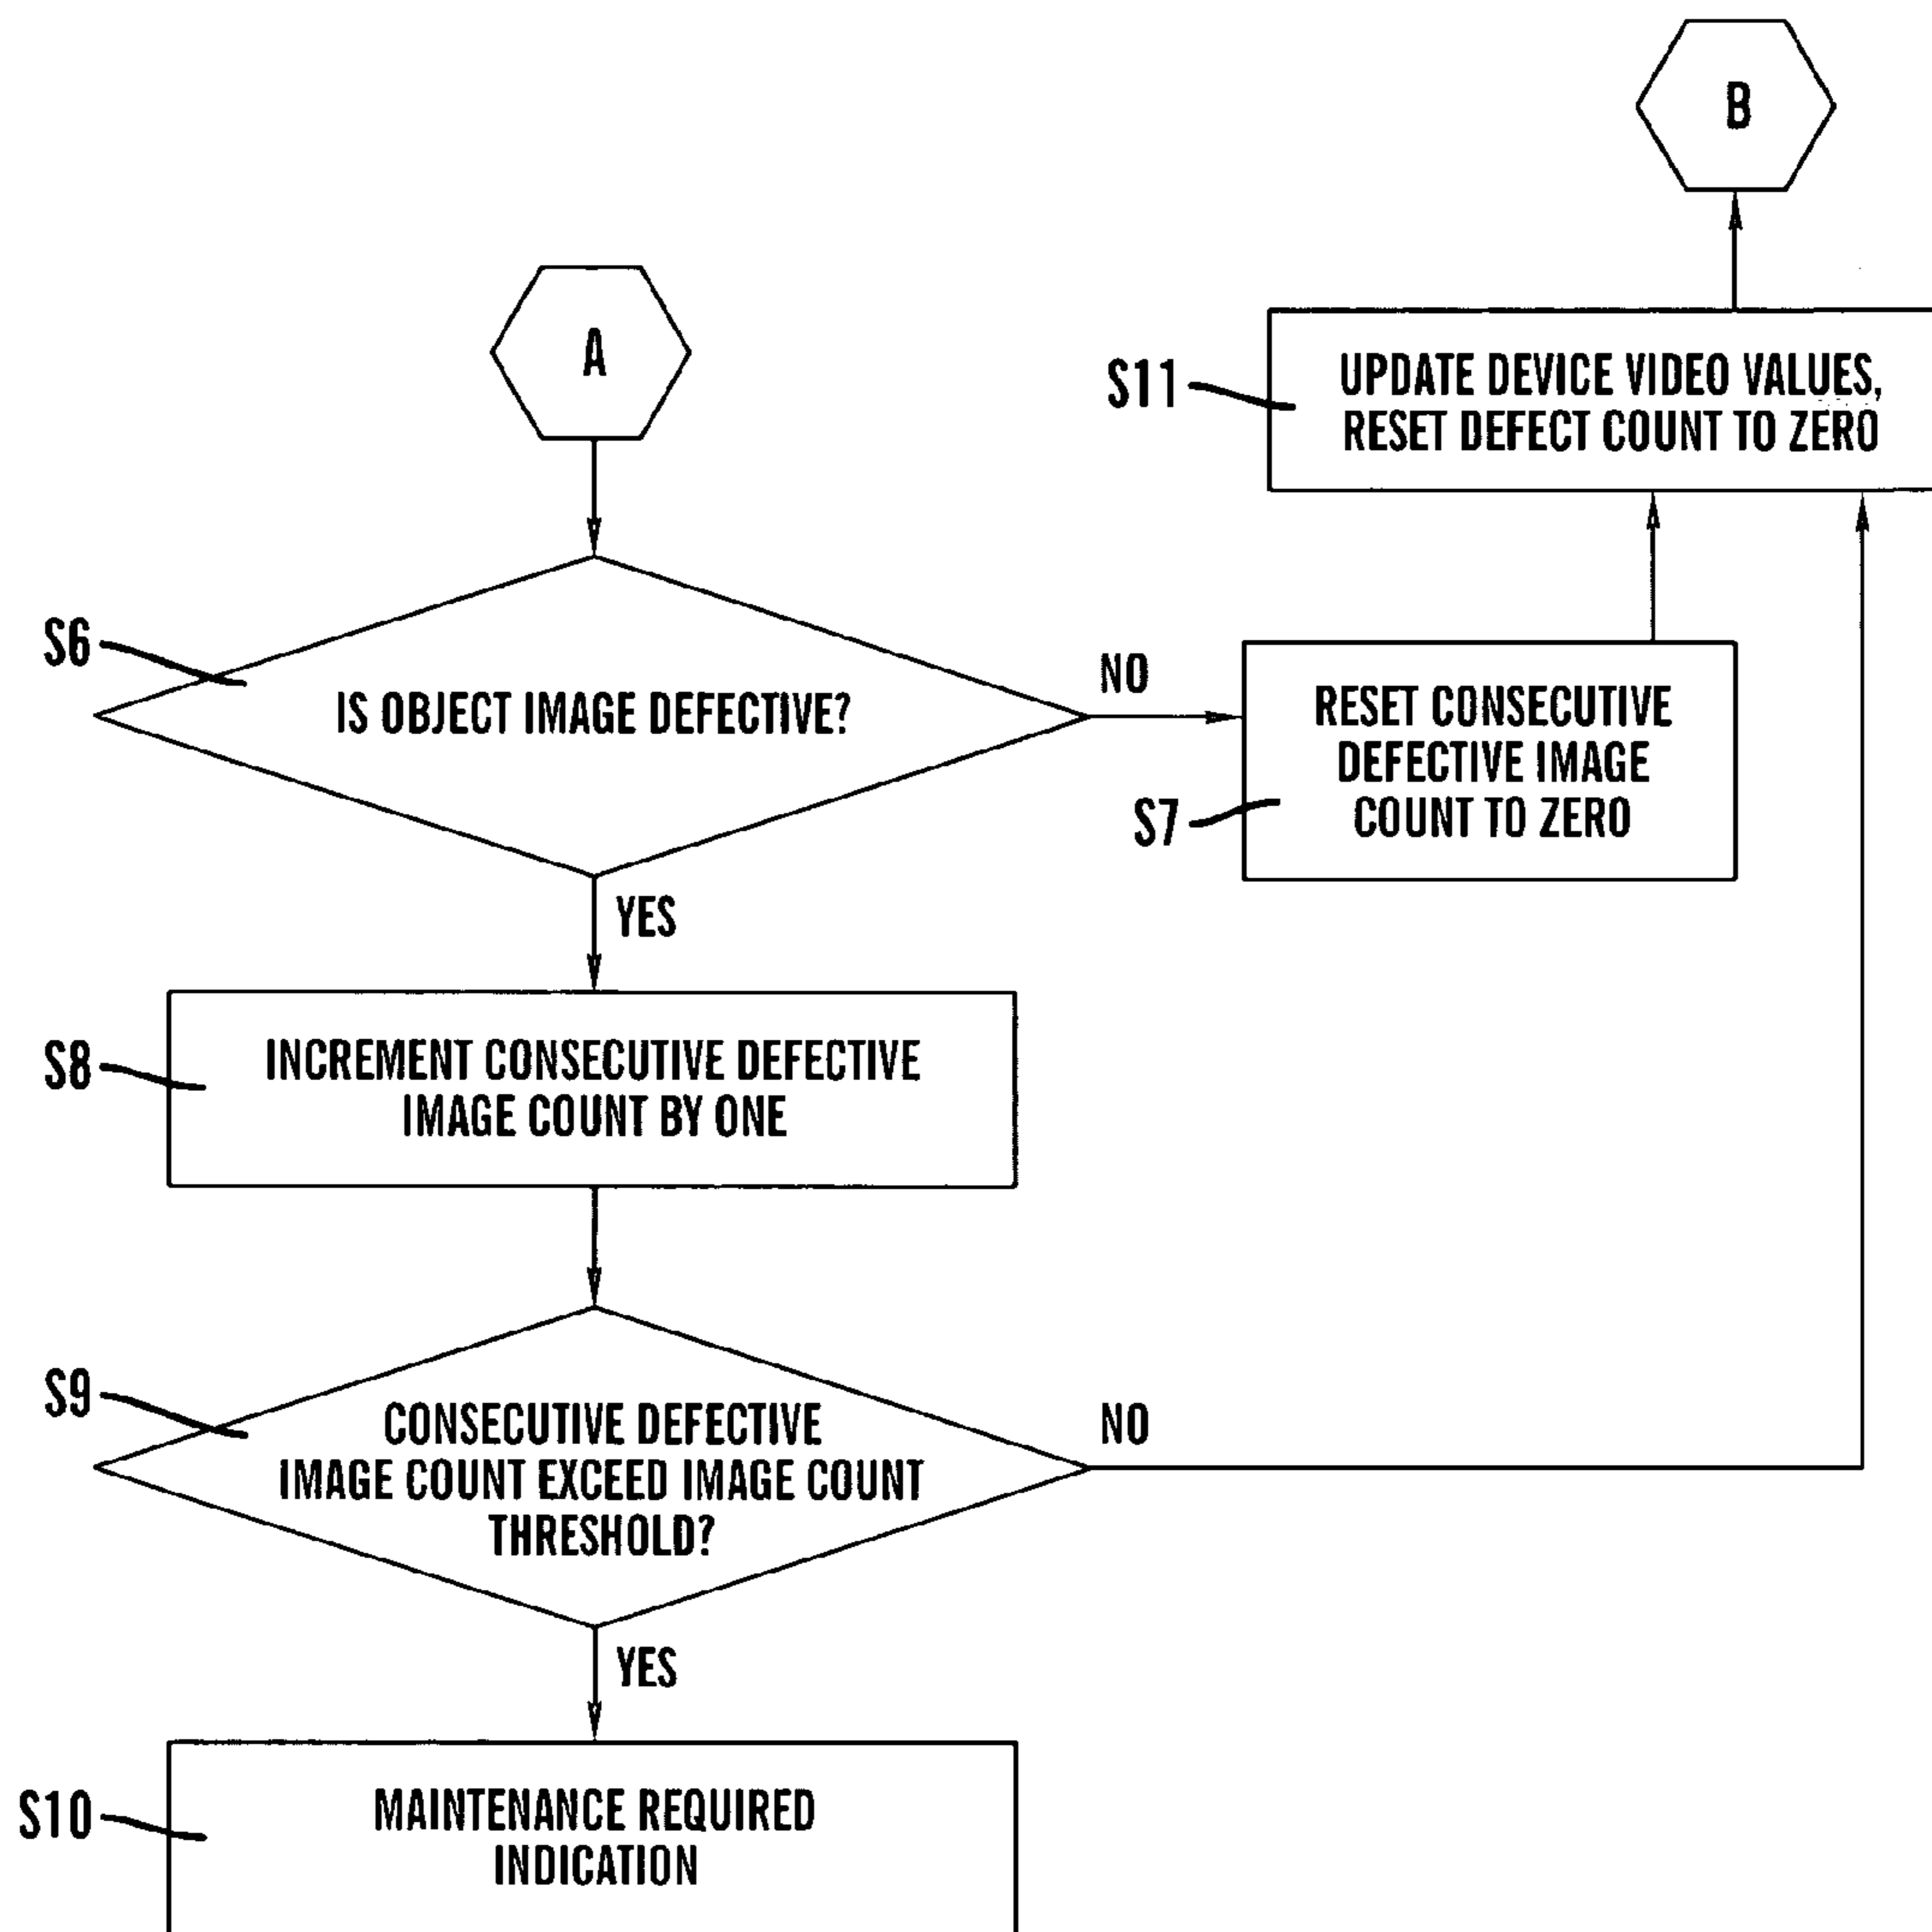 B
A
S11
UPDATE DEVICE VIDEO VALUES,
RESET DEFECT COUNT TO ZERO
S6
IS OBJECT IMAGE DEFECTIVE?
NO
RESET CONSECUTIVE
DEFECTIVE IMAGE
COUNT TO ZERO
S7
YES
S8
INCREMENT CONSECUTIVE DEFECTIVE
IMAGE COUNT BY ONE
S9
CONSECUTIVE DEFECTIVE
IMAGE COUNT EXCEED IMAGE COUNT
THRESHOLD?
NO
YES
S10
MAINTENANCE REQUIRED
INDICATION